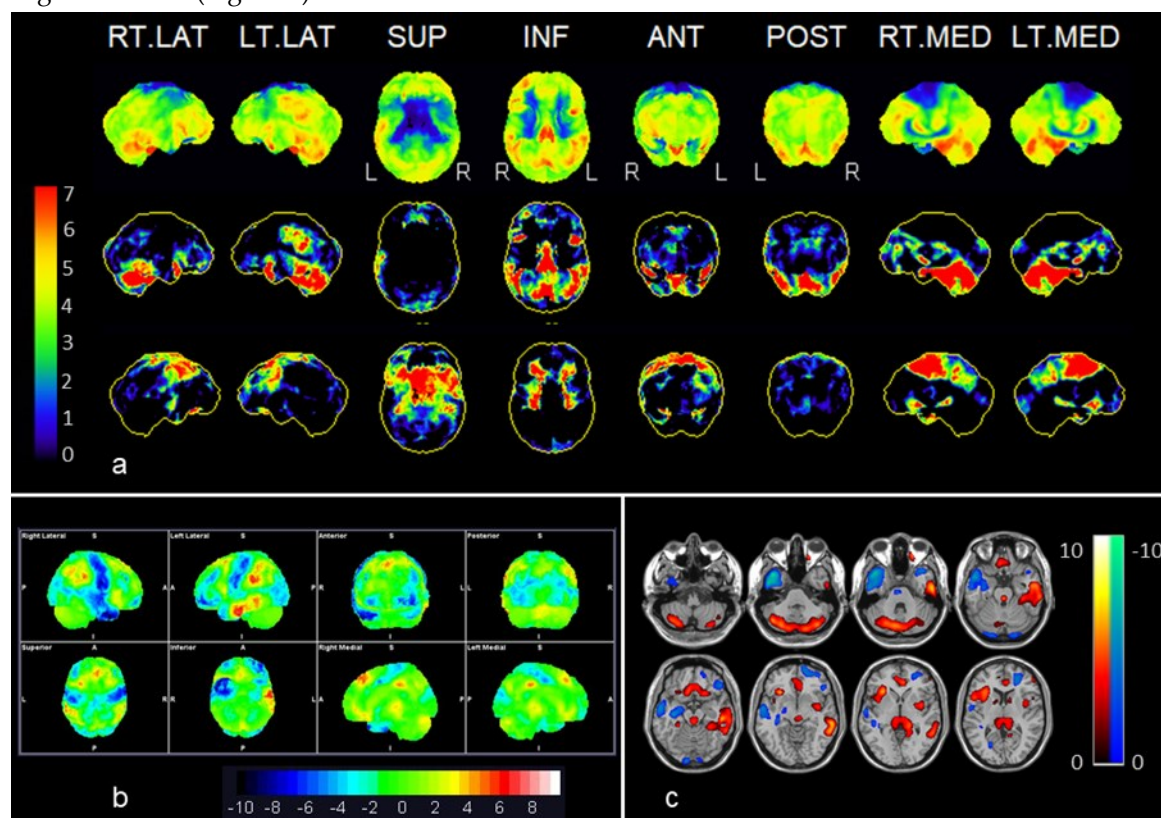 RT.LAT LT.LAT SUP INF ANT POST RT.MED LT.MED
L R R L R L L R
7
6
5
4
3
2
1
0
a
Right Lateral S Left Lateral S Anterior S Posterior S
P A A P R L L R
I I I I
Superior A Inferior A Right Medial S Left Medial S
L R R L A P P A
P P I I
-10 -8 -6 -4 -2 0 2 4 6 8
b
10 -10
0 0
c